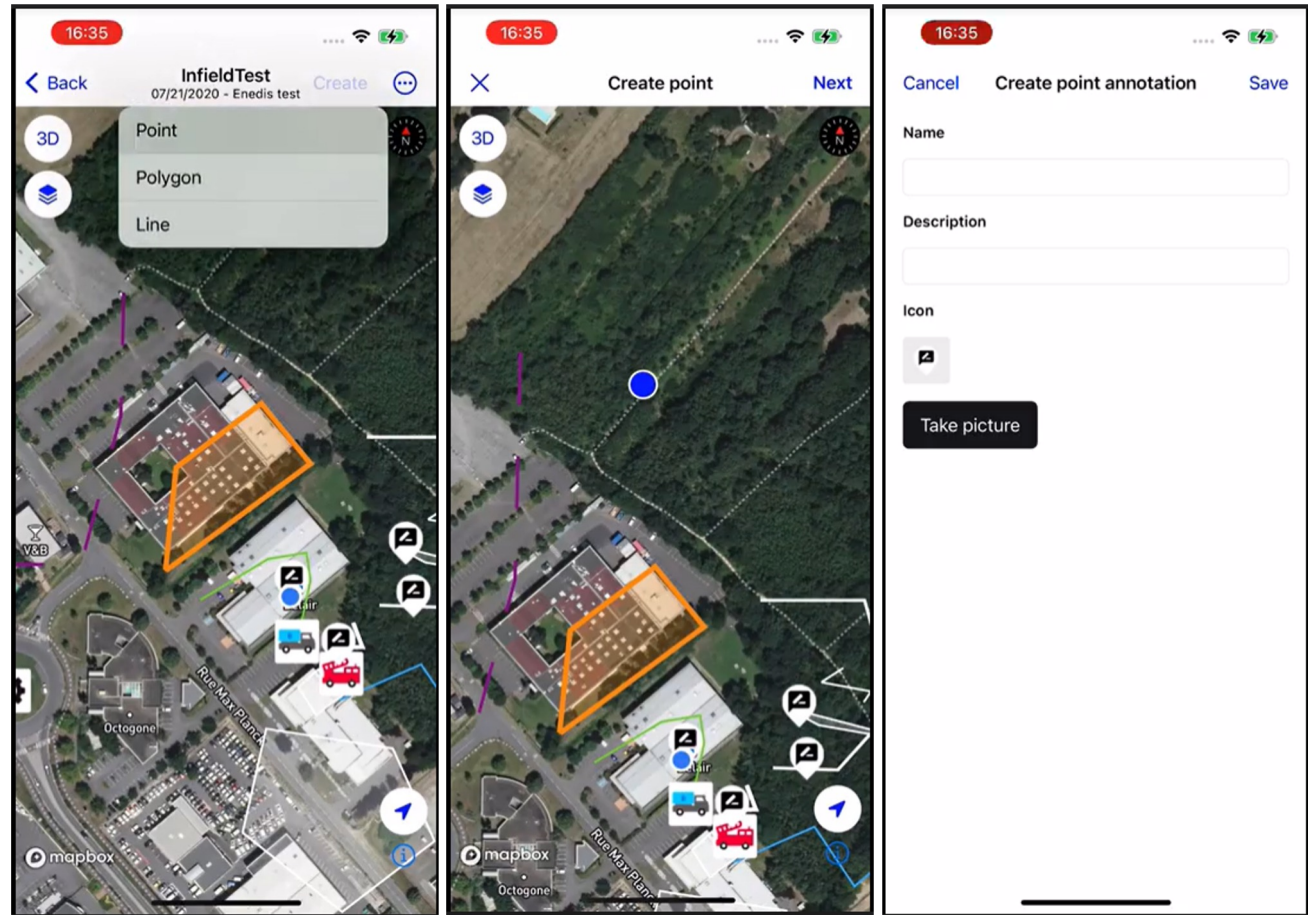 16:35
Back
InfieldTest
07/21/2020 - Enedis test
Create
3D
N
Point
Polygon
Line
V&B
Octogone
Rue Max Planck
mapbox
16:35
Create point
Next
3D
N
Rue Max Planck
mapbox
Octogone
16:35
Cancel
Create point annotation
Save
Name
Description
Icon
Take picture